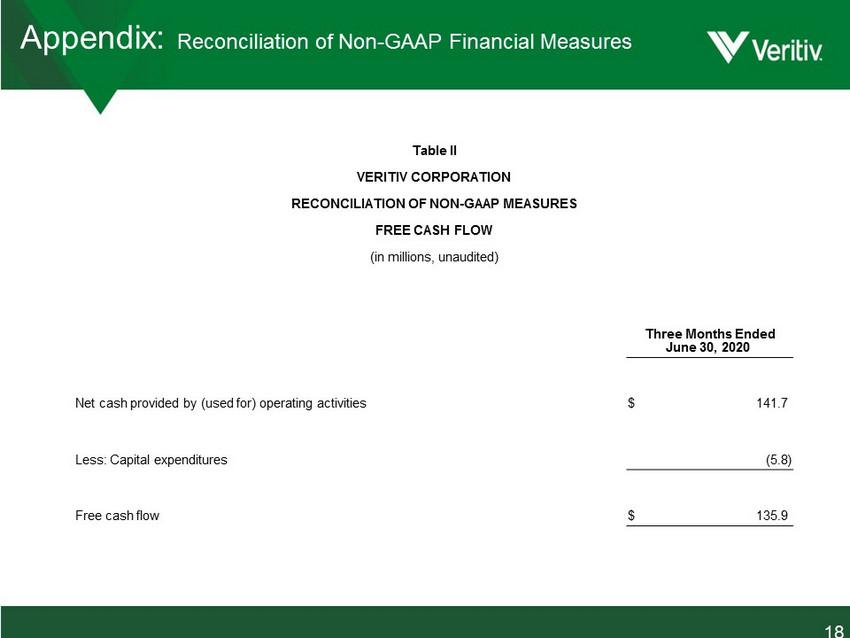 Appendix: Reconciliation of Non-GAAP Financial Measures
Veritiv.
Table II
VERITIV CORPORATION
RECONCILIATION OF NON-GAAP MEASURES
FREE CASH FLOW
(in millions, unaudited)
Three Months Ended
June 30, 2020
Net cash provided by (used for) operating activities $ 141.7
Less: Capital expenditures (5.8)
Free cash flow $ 135.9
18